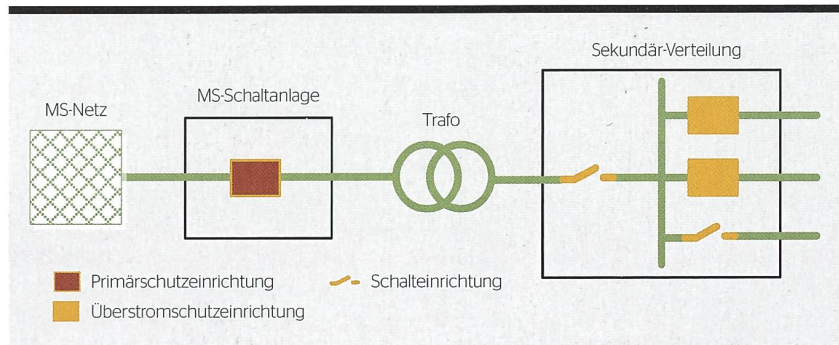 Sekundär-Verteilung
MS-Netz
MS-Schaltanlage
Trafo
Primärschutzeinrichtung
Schalteinrichtung
Überstromschutzeinrichtung